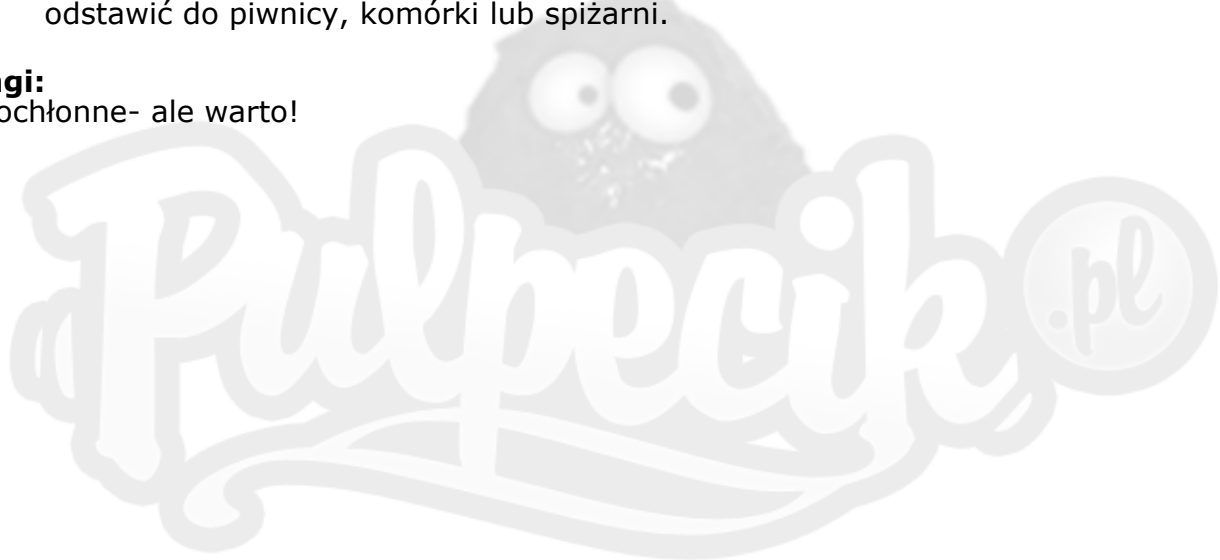 odstawić do piwnicy, komórki lub spiżarni.
gi:
ochłonne- ale warto!
Pulpecik .pl